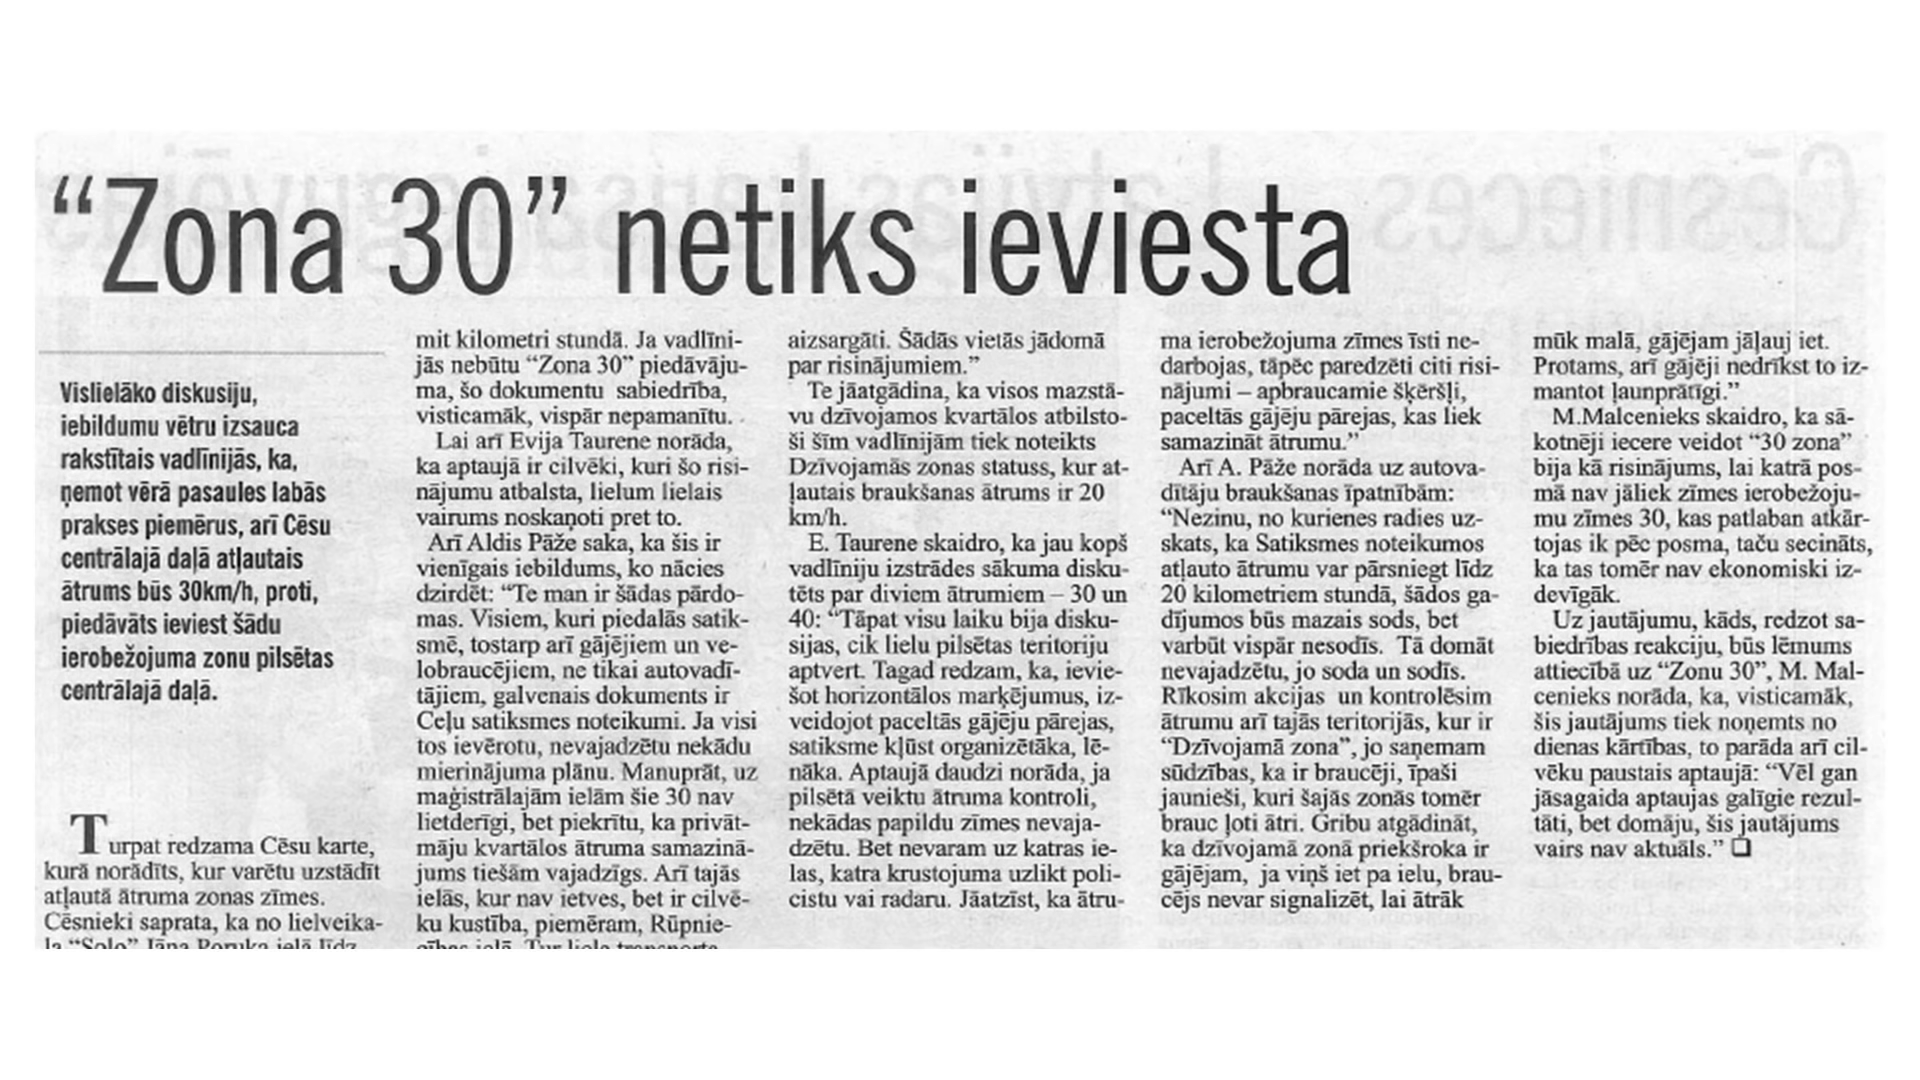 “Zona 30” netiks ieviesta
Vislielāko diskusiju,
iebildumu vētru izsauca
rakstītais vadlīnijās, ka,
ņemot vērā pasaules labās
prakses piemērus, arī Cēsu
centrālajā daļā atļautais
ātrums būs 30km/h, proti,
piedāvāts ieviest šādu
ierobežojuma zonu pilsētas
centrālajā daļā.
Turpat redzama Cēsu karte,
kurā norādīts, kur varētu uzstādīt
atļautā ātruma zonas zīmes.
Cēsnieki saprata, ka no lielveika-
la “Solo” Jāņa Poruka ielā līdz
mit kilometri stundā. Ja vadlīni-
jās nebūtu “Zona 30” piedāvāju-
ma, šo dokumentu sabiedrība,
visticamāk, vispār nepamanītu.
Lai arī Evija Taurene norāda,
ka aptaujā ir cilvēki, kuri šo risi-
nājumu atbalsta, lielum lielais
vairums noskaņoti pret to.
Arī Aldis Pāže saka, ka šis ir
vienīgais iebildums, ko nācies
dzirdēt: “Te man ir šādas pārdo-
mas. Visiem, kuri piedalās satik-
smē, tostarp arī gājējiem un ve-
lobraucējiem, ne tikai autovadī-
tājiem, galvenais dokuments ir
Ceļu satiksmes noteikumi. Ja visi
tos ievērotu, nevajadzētu nekādu
mierinājuma plānu. Manuprāt, uz
maģistrālajām ielām šie 30 nav
lietderīgi, bet piekrītu, ka privāt-
māju kvartālos ātruma samazinā-
jums tiešām vajadzīgs. Arī tajās
ielās, kur nav ietves, bet ir cilvē-
ku kustība, piemēram, Rūpnie-
cības ielā. Tur liels transporta
aizsargāti. Šādās vietās jādomā
par risinājumiem.”
Te jāatgādina, ka visos mazstā-
vu dzīvojamos kvartālos atbilsto-
ši šīm vadlīnijām tiek noteikts
Dzīvojamās zonas statuss, kur at-
ļautais braukšanas ātrums ir 20
km/h.
E. Taurene skaidro, ka jau kopš
vadlīniju izstrādes sākuma disku-
tēts par diviem ātrumiem – 30 un
40: “Tāpat visu laiku bija disku-
sijas, cik lielu pilsētas teritoriju
aptvert. Tagad redzam, ka, ievie-
šot horizontālos marķējumus, iz-
veidojot paceltās gājēju pārejas,
satiksme kļūst organizētāka, lē-
nāka. Aptaujā daudzi norāda, ja
pilsētā veiktu ātruma kontroli,
nekādas papildu zīmes nevaja-
dzētu. Bet nevaram uz katras ie-
las, katra krustojuma uzlikt poli-
cistu vai radaru. Jāatzīst, ka ātru-
ma ierobežojuma zīmes īsti ne-
darbojas, tāpēc paredzēti citi risi-
nājumi – apbraucamie šķēršļi,
paceltās gājēju pārejas, kas liek
samazināt ātrumu.”
Arī A. Pāže norāda uz autova-
dītāju braukšanas īpatnībām:
“Nezinu, no kurienes radies uz-
skats, ka Satiksmes noteikumos
atļauto ātrumu var pārsniegt līdz
20 kilometriem stundā, šādos ga-
dījumos būs mazais sods, bet
varbūt vispār nesodīs. Tā domāt
nevajadzētu, jo soda un sodīs.
Rīkosim akcijas un kontrolēsim
ātrumu arī tajās teritorijās, kur ir
“Dzīvojamā zona”, jo saņemam
sūdzības, ka ir braucēji, īpaši
jaunieši, kuri šajās zonās tomēr
brauc ļoti ātri. Gribu atgādināt,
ka dzīvojamā zonā priekšroka ir
gājējam, ja viņš iet pa ielu, brau-
cējs nevar signalizēt, lai ātrāk
mūk malā, gājējam jāļauj iet.
Protams, arī gājēji nedrīkst to iz-
mantot ļaunprātīgi.”
M.Malcenieks skaidro, ka sā-
kotnēji iecere veidot “30 zona”
bija kā risinājums, lai katrā pos-
mā nav jāliek zīmes ierobežoju-
mu zīmes 30, kas patlaban atkār-
tojas ik pēc posma, taču secināts,
ka tas tomēr nav ekonomiski iz-
devīgāk.
Uz jautājumu, kāds, redzot sa-
biedrības reakciju, būs lēmums
attiecībā uz “Zonu 30”, M. Mal-
cenieks norāda, ka, visticamāk,
šis jautājums tiek noņemts no
dienas kārtības, to parāda arī cil-
vēku paustais aptaujā: “Vēl gan
jāsagaida aptaujas galīgie rezul-
tāti, bet domāju, šis jautājums
vairs nav aktuāls.” ❏